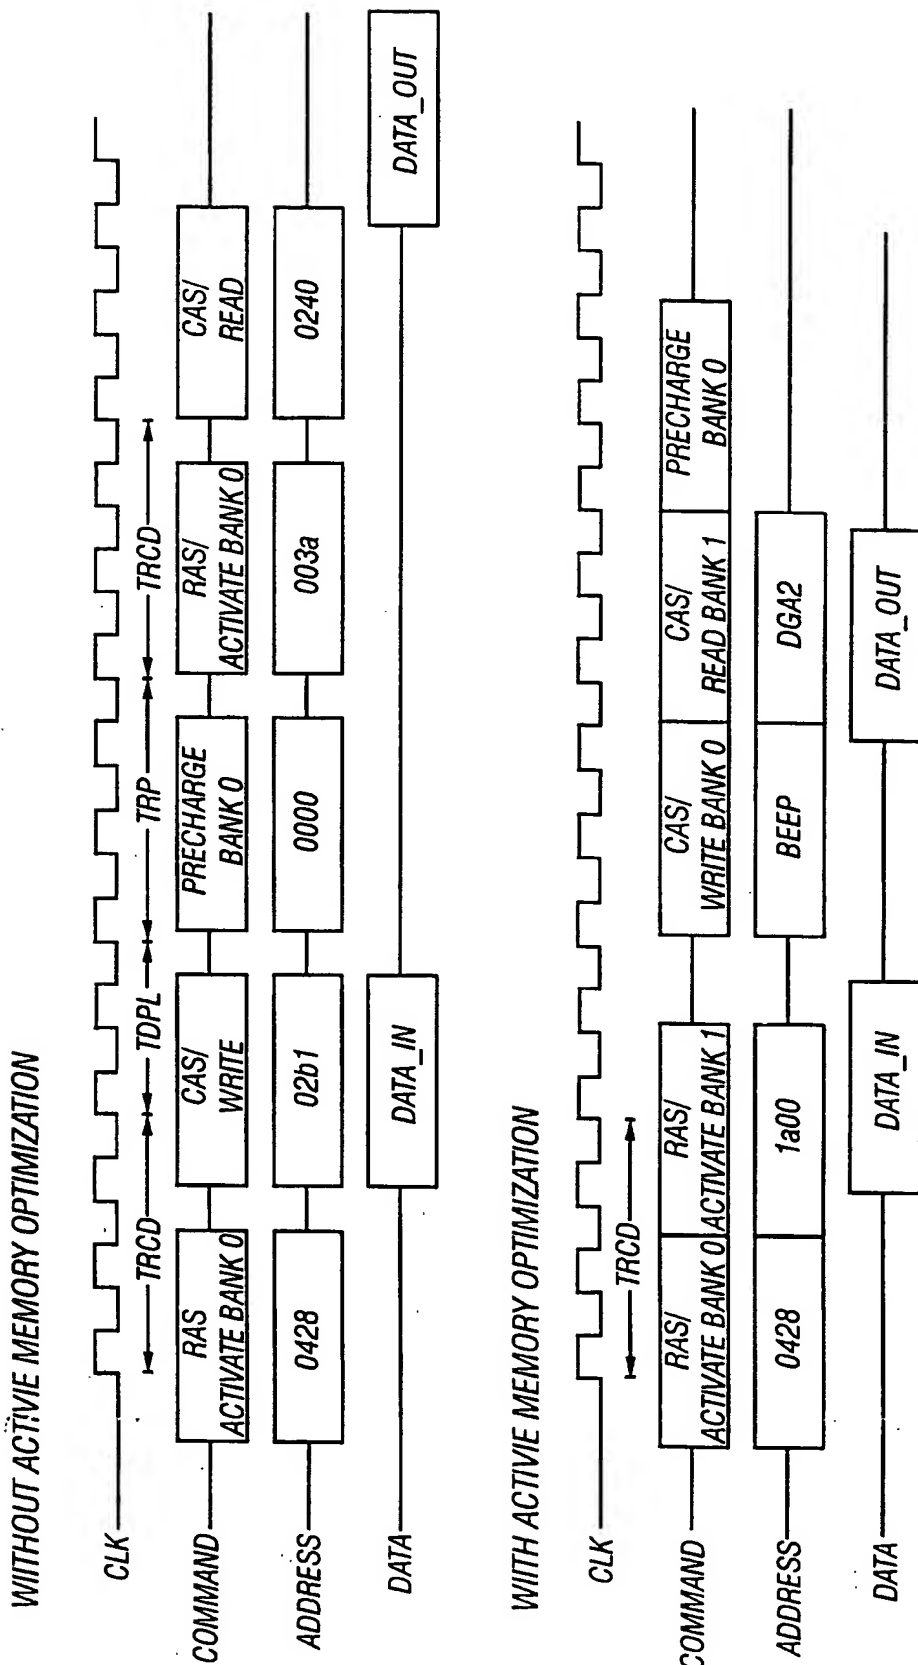 WITHOUT ACTIVIE MEMORY OPTIMIZATION
CLK
TRCD
TDPL
TRP
TRCD
COMMAND
RAS
ACTIVATE BANK 0
CAS/
WRITE
PRECHARGE
BANK 0
RAS/
ACTIVATE BANK 0
CAS/
READ
ADDRESS
0428
02b1
0000
003a
0240
DATA
DATA_IN
DATA_OUT
WITH ACTIVIE MEMORY OPTIMIZATION
CLK
TRCD
COMMAND
RAS/
ACTIVATE BANK 0
RAS/
ACTIVATE BANK 1
CAS/
WRITE BANK 0
CAS/
READ BANK 1
PRECHARGE
BANK 0
ADDRESS
0428
1a00
BEEP
DGA2
DATA
DATA_IN
DATA_OUT